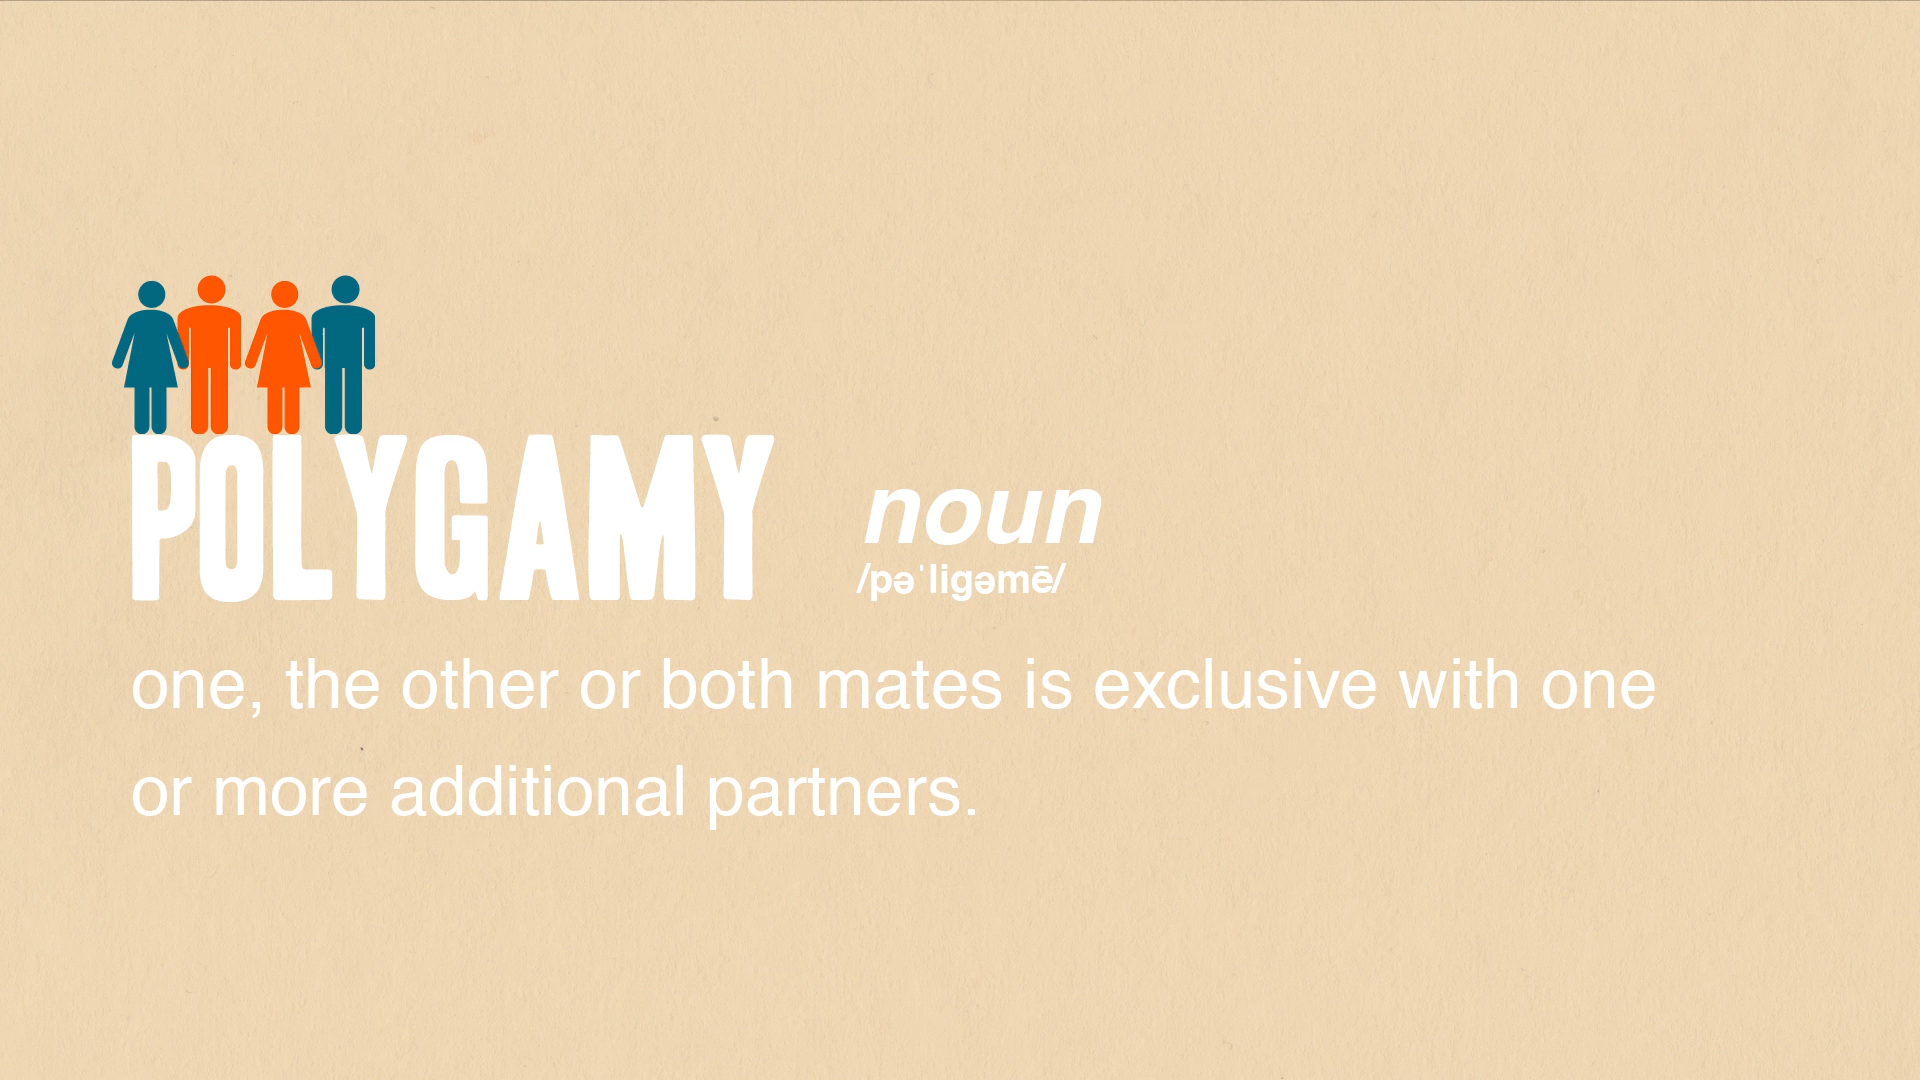 POLYGAMY
noun
/pəˈligəmē/
one, the other or both mates is exclusive with one
or more additional partners.